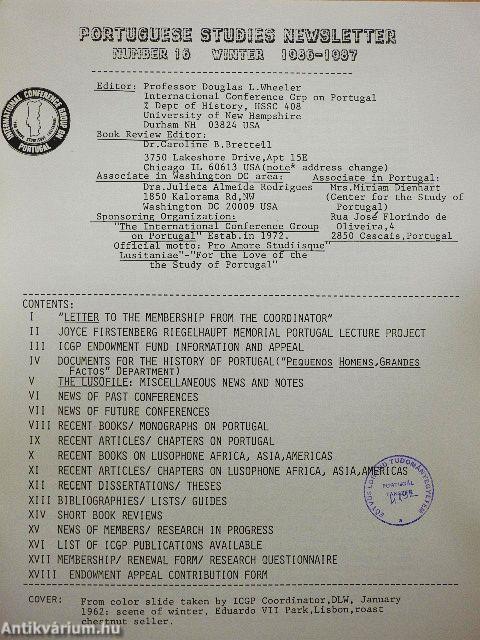 PORTUGUESE STUDIES NEWSLETTER
NUMBER 16 WINTER 1986-1987
Editor: Professor Douglas L.Wheeler
International Conference Grp on Portugal
% Dept of History, HSSC 408
University of New Hampshire
Durham NH 03824 USA
Book Review Editor:
Dr.Caroline B.Brettell
3750 Lakeshore Drive,Apt 15E
Chicago IL 60613 USA(note* address change)
INTERNATIONAL CONFERENCE GROUP ON PORTUGAL
Associate in Washington DC area:
Dra.Julieta Almeida Rodrigues
1850 Kalorama Rd,NW
Washington DC 20009 USA
Associate in Portugal:
Mrs.Miriam Dienhart
(Center for the Study of
Portugal)
Rua José Florindo de
Oliveira,4
2850 Cascais,Portugal
Sponsoring Organization:
"The International Conference Group
on Portugal" Estab.in 1972.
Official motto: Pro Amore Studiisque"
Lusitaniae"-"For the Love of the
the Study of Portugal"
CONTENTS:
I "LETTER TO THE MEMBERSHIP FROM THE COORDINATOR"
II JOYCE FIRSTENBERG RIEGELHAUPT MEMORIAL PORTUGAL LECTURE PROJECT
III ICGP ENDOWMENT FUND INFORMATION AND APPEAL
IV DOCUMENTS FOR THE HISTORY OF PORTUGAL("PEQUENOS HOMENS,GRANDES
FACTOS" DEPARTMENT)
V THE LUSOFILE: MISCELLANEOUS NEWS AND NOTES
VI NEWS OF PAST CONFERENCES
VII NEWS OF FUTURE CONFERENCES
VIII RECENT BOOKS/ MONOGRAPHS ON PORTUGAL
IX RECENT ARTICLES/ CHAPTERS ON PORTUGAL
X RECENT BOOKS ON LUSOPHONE AFRICA, ASIA,AMERICAS
XI RECENT ARTICLES/ CHAPTERS ON LUSOPHONE AFRICA, ASIA,AMERICAS
XII RECENT DISSERTATIONS/ THESES
XIII BIBLIOGRAPHIES/ LISTS/ GUIDES
XIV SHORT BOOK REVIEWS
XV NEWS OF MEMBERS/ RESEARCH IN PROGRESS
XVI LIST OF ICGP PUBLICATIONS AVAILABLE
XVII MEMBERSHIP/ RENEWAL FORM/ RESEARCH QUESTIONNAIRE
XVIII ENDOWMENT APPEAL CONTRIBUTION FORM
EÖTVÖS LORÁND TUDOMÁNYEGYETEM
PORTUGÁL
COVER: From color slide taken by ICGP Coordinator,DLW, January
1962: scene of winter, Eduardo VII Park,Lisbon,roast
chestnut seller.
Antikvárium.hu